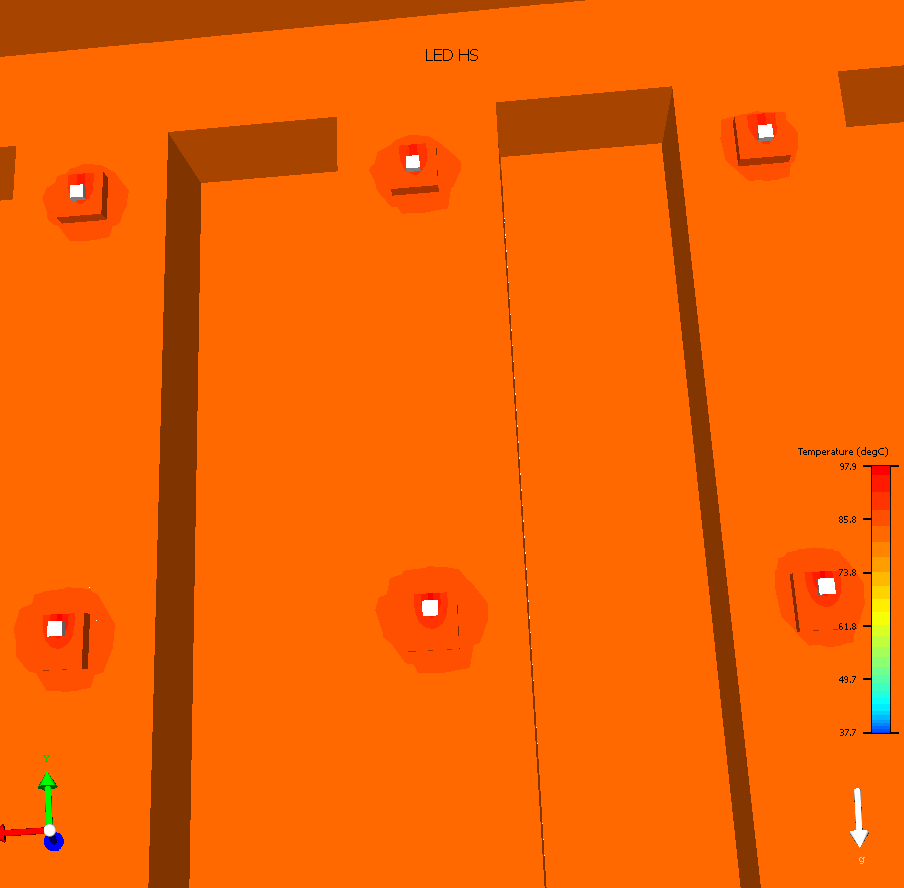 LED HS
Temperature (degC)
97.9
85.8
73.8
61.8
49.7
37.7
Y
g